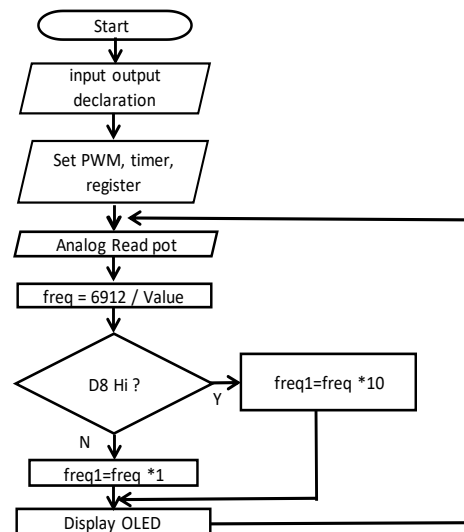 Start
input output
declaration
Set PWM, timer,
register
Analog Read pot
freq = 6912 / Value
D8 Hi ?
Y
freq1=freq *10
N
freq1=freq *1
Display OLED